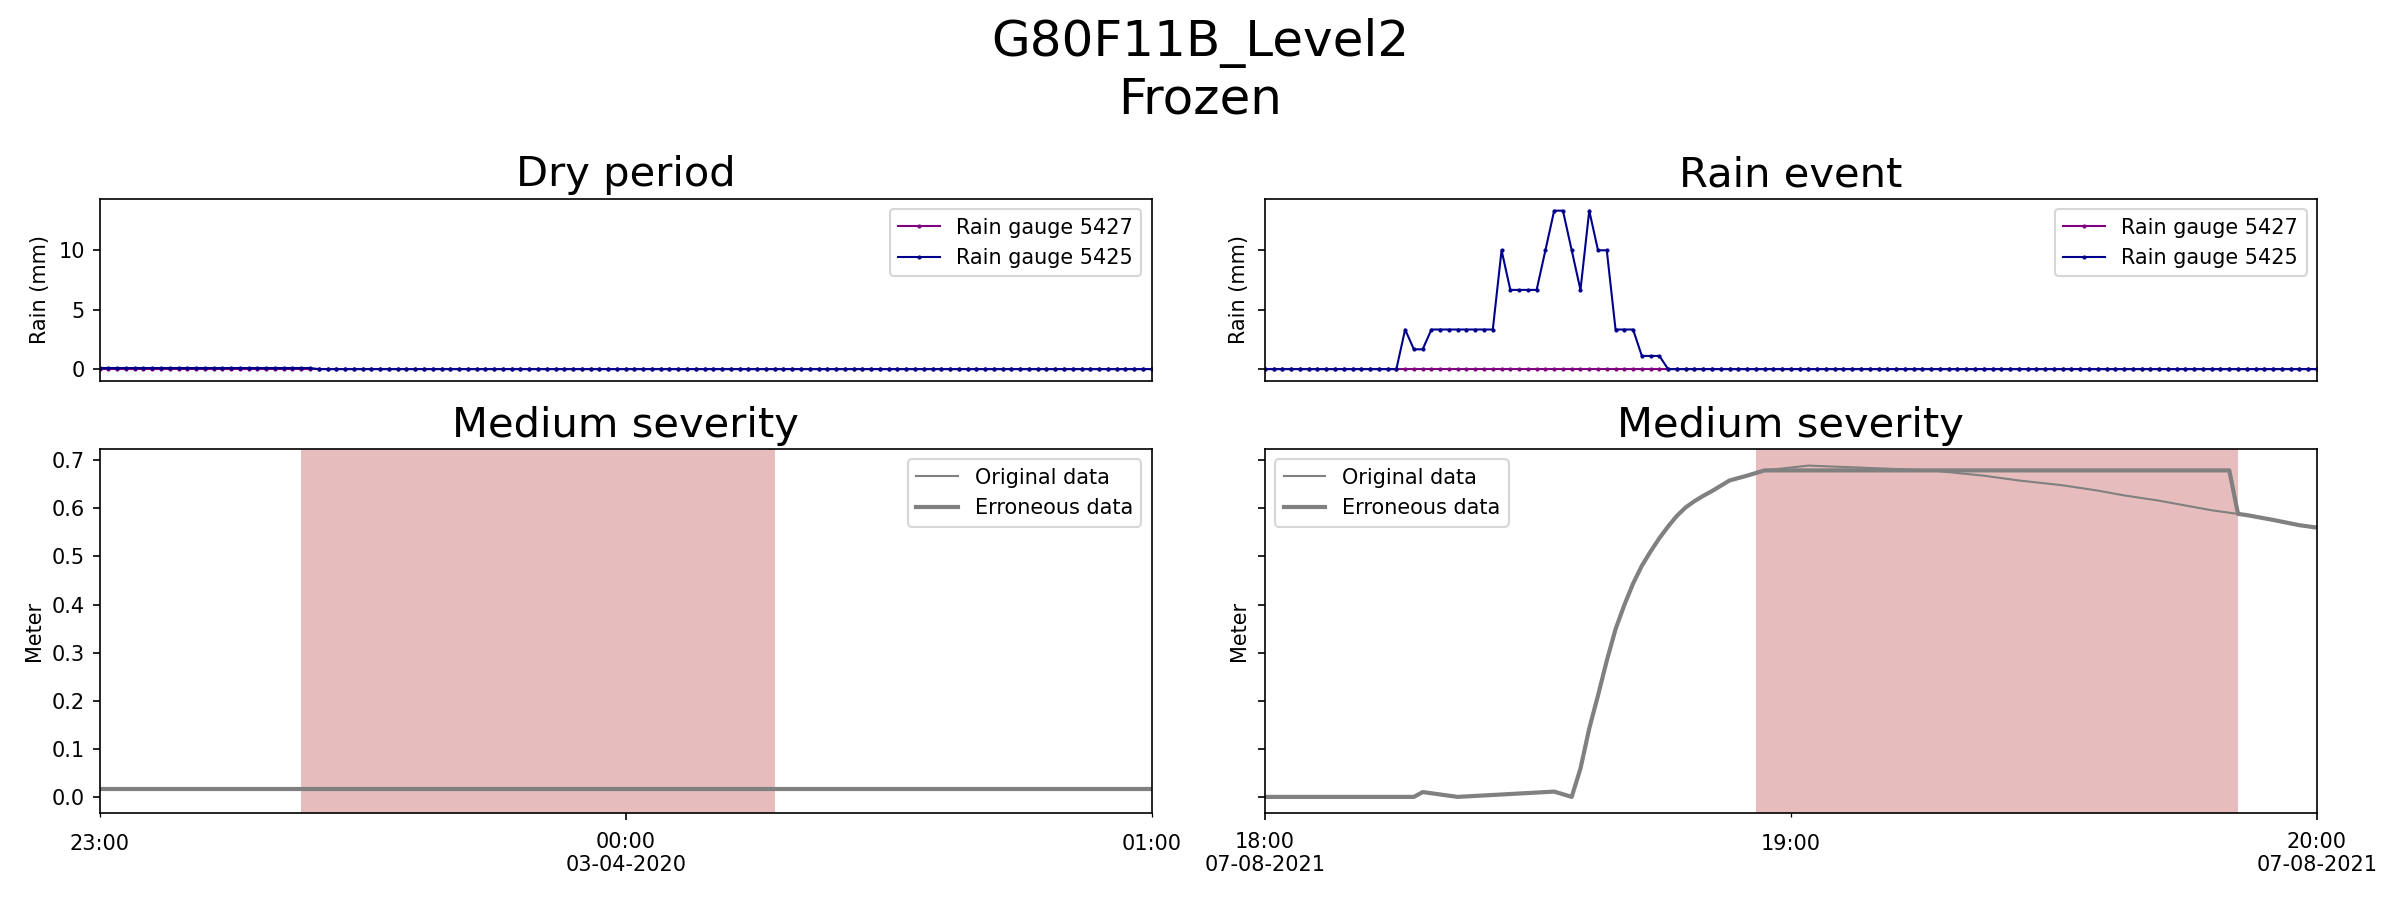 G80F11B_Level2
Frozen
Dry period
Rain (mm)
10
5
0
Rain gauge 5427
Rain gauge 5425
Rain event
Rain (mm)
Rain gauge 5427
Rain gauge 5425
Medium severity
Meter
0.7
0.6
0.5
0.4
0.3
0.2
0.1
0.0
Original data
Erroneous data
23:00
00:00
03-04-2020
01:00
Medium severity
Meter
Original data
Erroneous data
18:00
07-08-2021
19:00
20:00
07-08-2021